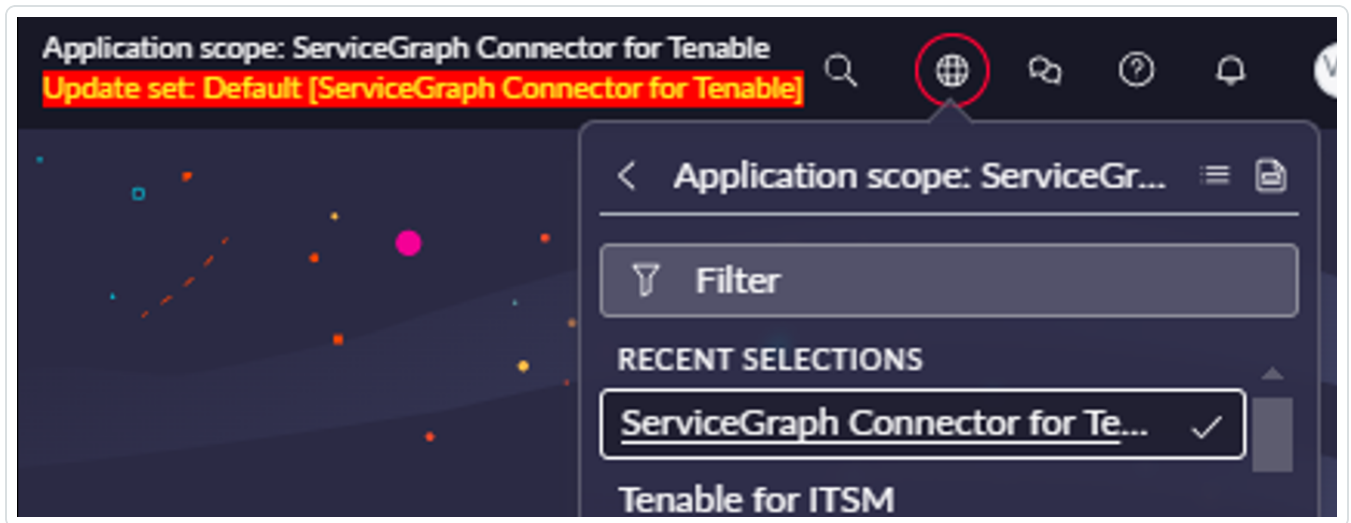 Application scope: ServiceGraph Connector for Tenable
Update set: Default [ServiceGraph Connector for Tenable]
Application scope: ServiceGr...
Filter
RECENT SELECTIONS
ServiceGraph Connector for Te...
Tenable for ITSM